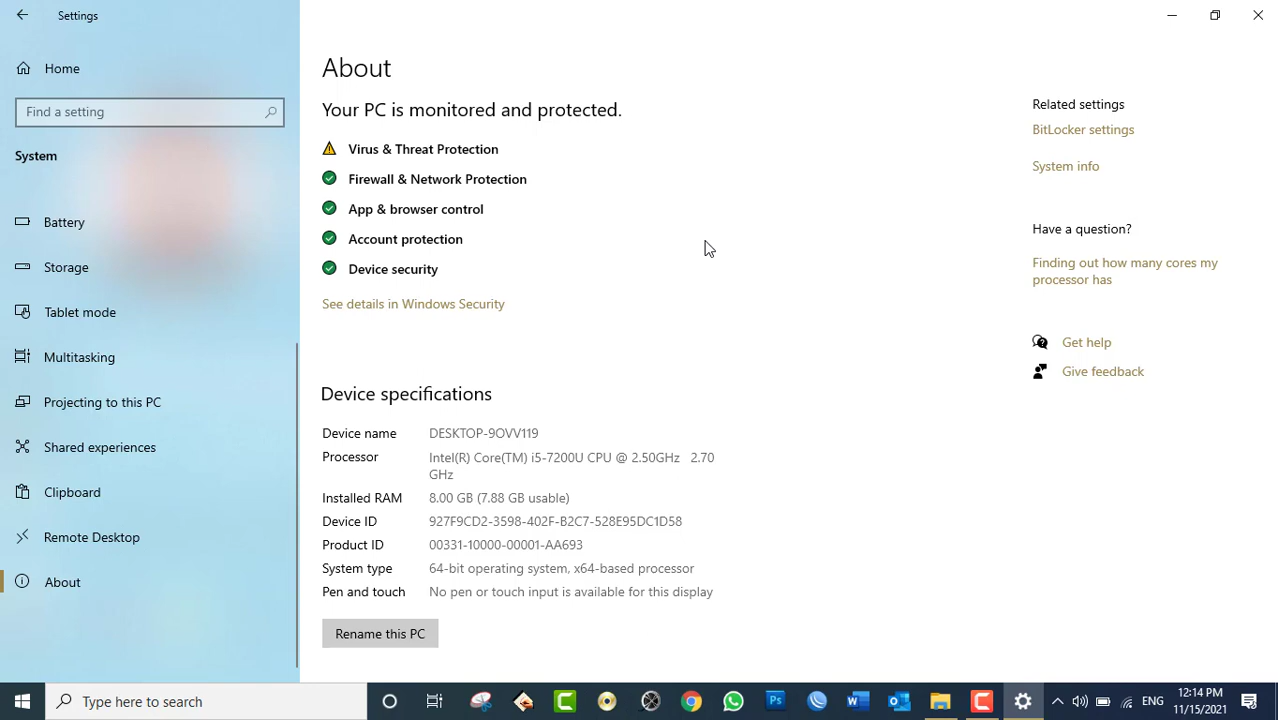 Settings
Home
Find a setting
System
Battery
Storage
Tablet mode
Multitasking
Projecting to this PC
Shared experiences
Clipboard
Remote Desktop
About
About
Your PC is monitored and protected.
Virus & Threat Protection
Firewall & Network Protection
App & browser control
Account protection
Device security
See details in Windows Security
Device specifications
Device name DESKTOP-9OVV119
Processor Intel(R) Core(TM) i5-7200U CPU @ 2.50GHz 2.70
GHz
Installed RAM 8.00 GB (7.88 GB usable)
Device ID 927F9CD2-3598-402F-B2C7-528E95DC1D58
Product ID 00331-10000-00001-AA693
System type 64-bit operating system, x64-based processor
Pen and touch No pen or touch input is available for this display
Rename this PC
Related settings
BitLocker settings
System info
Have a question?
Finding out how many cores my
processor has
Get help
Give feedback
Type here to search
Ps
W
ENG
12:14 PM
11/15/2021